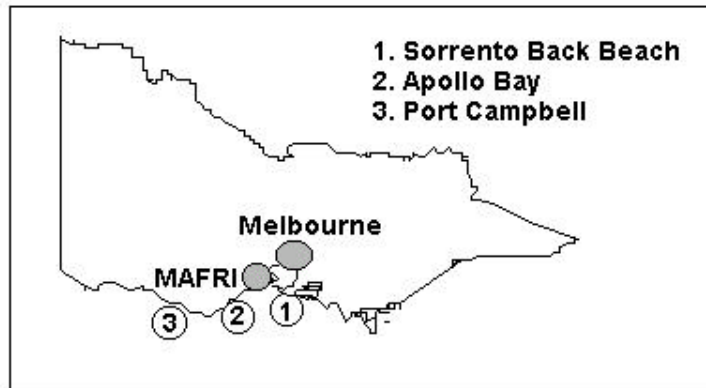 1. Sorrento Back Beach
2. Apollo Bay
3. Port Campbell
Melbourne
MAFRI
3
2
1